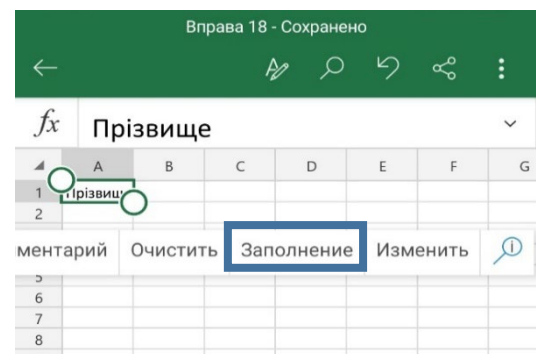 Вправа 18 - Сохранено
fx Прізвище
A B C D E F G
1 Прізвищ
2
ментарий Очистить Заполнение Изменить
5
6
7
8